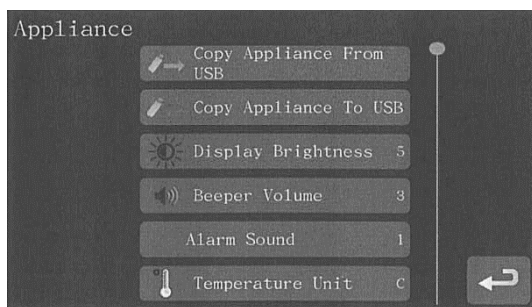 Appliance
Copy Appliance From
USB
Copy Appliance To USB
Display Brightness 5
Beeper Volume 3
Alarm Sound 1
Temperature Unit C